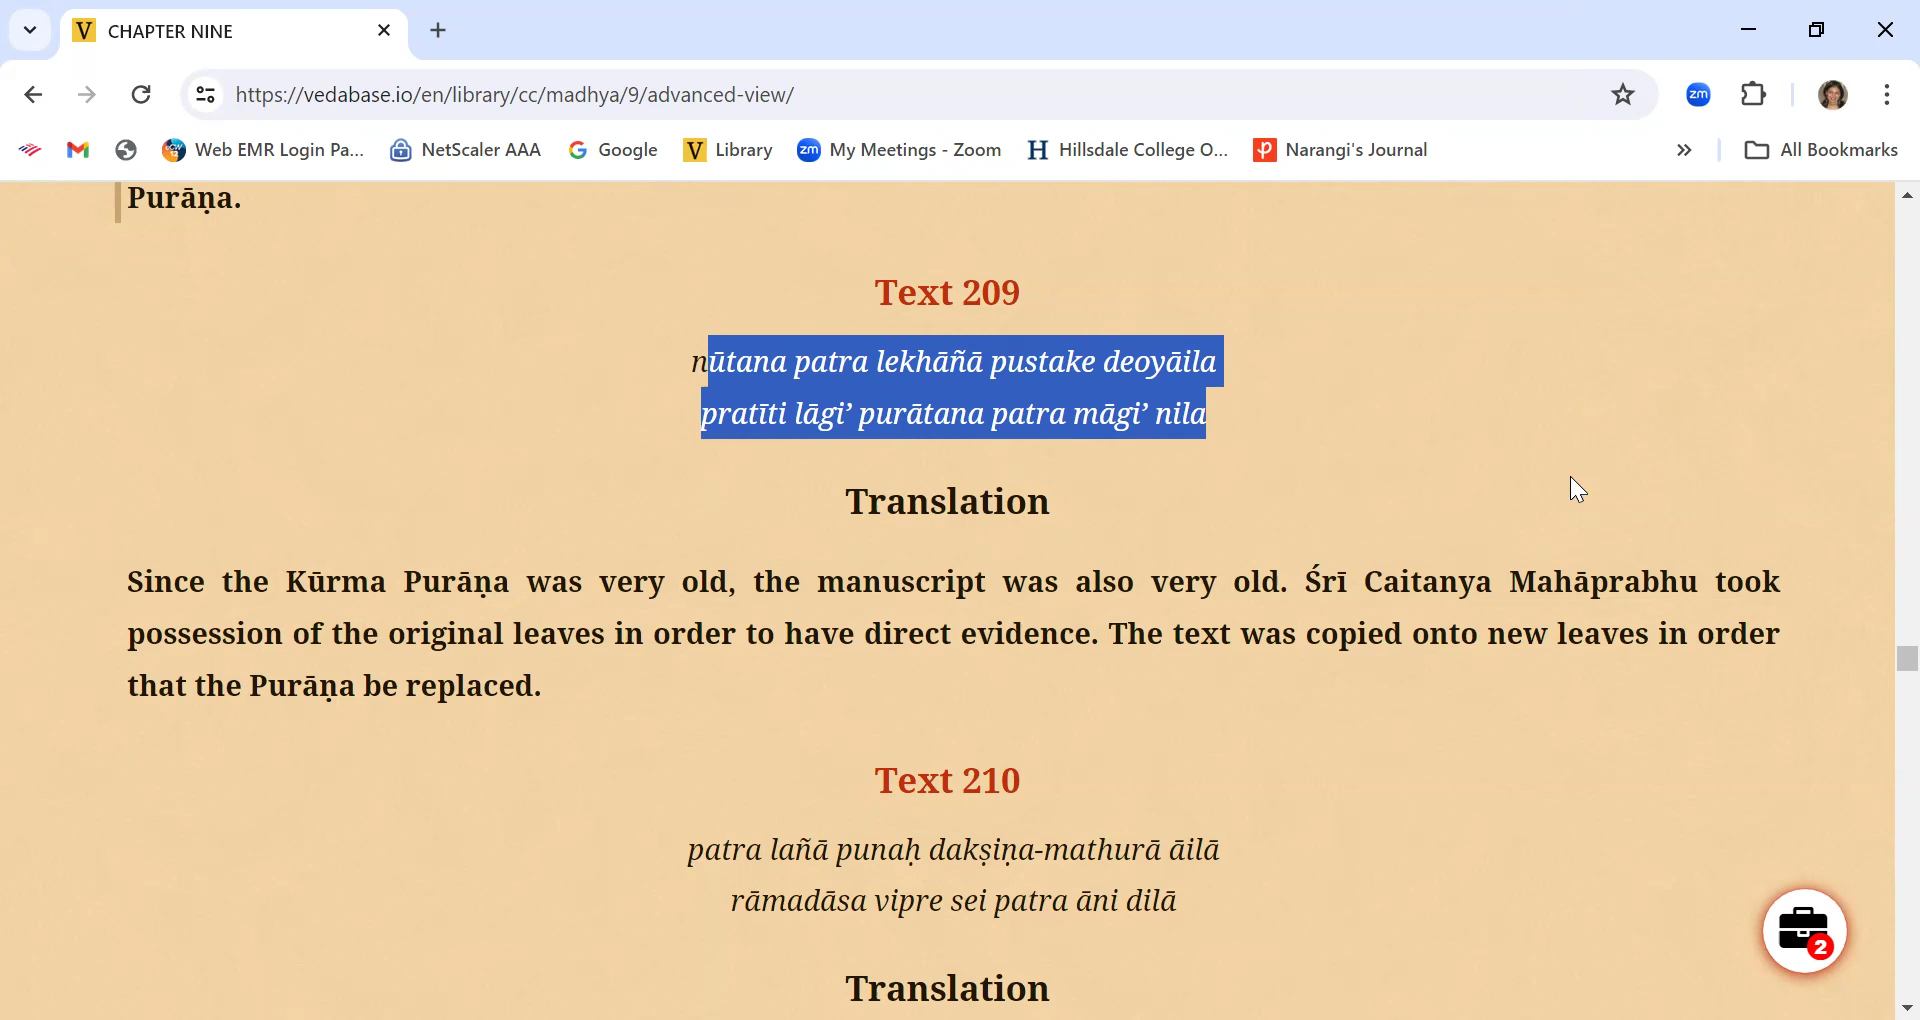 V CHAPTER NINE
https://vedabase.io/en/library/cc/madhya/9/advanced-view/
zm
Web EMR Login Pa... NetScaler AAA Google V Library zm My Meetings - Zoom H Hillsdale College O... Narangi's Journal » All Bookmarks
Purāṇa.
Text 209
nūtana patra lekhāñā pustake deoyāila
pratīti lāgi’ purātana patra māgi’ nila
Translation
Since the Kūrma Purāṇa was very old, the manuscript was also very old. Śrī Caitanya Mahāprabhu took
possession of the original leaves in order to have direct evidence. The text was copied onto new leaves in order
that the Purāṇa be replaced.
Text 210
patra lañā punaḥ dakṣiṇa-mathurā āilā
rāmadāsa vipre sei patra āni dilā
2
Translation